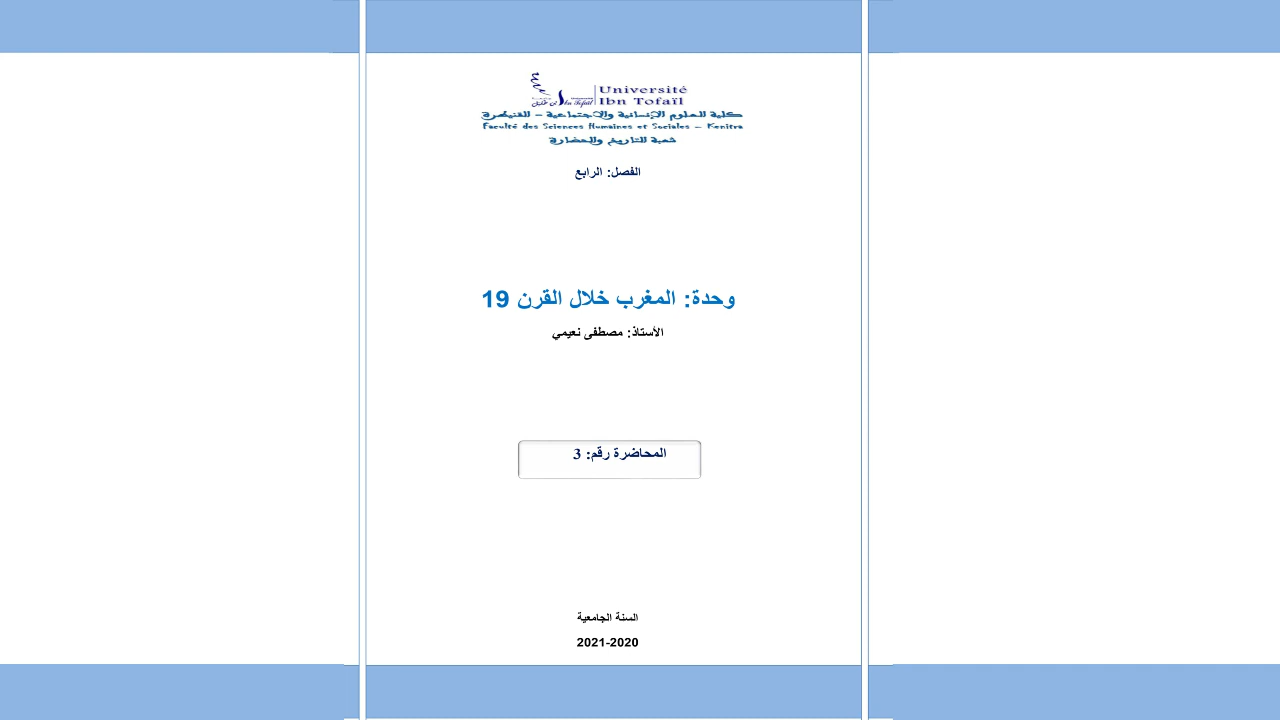 Université
Ibn Tofaïl
كلية العلوم الإنسانية والاجتماعية – القنيطرة
Faculté des Sciences Humaines et Sociales – Kenitra
شعبة التاريخ والحضارة
الفصل: الرابع
وحدة: المغرب خلال القرن 19
الأستاذ: مصطفى نعيمي
المحاضرة رقم: 3
السنة الجامعية
2021-2020